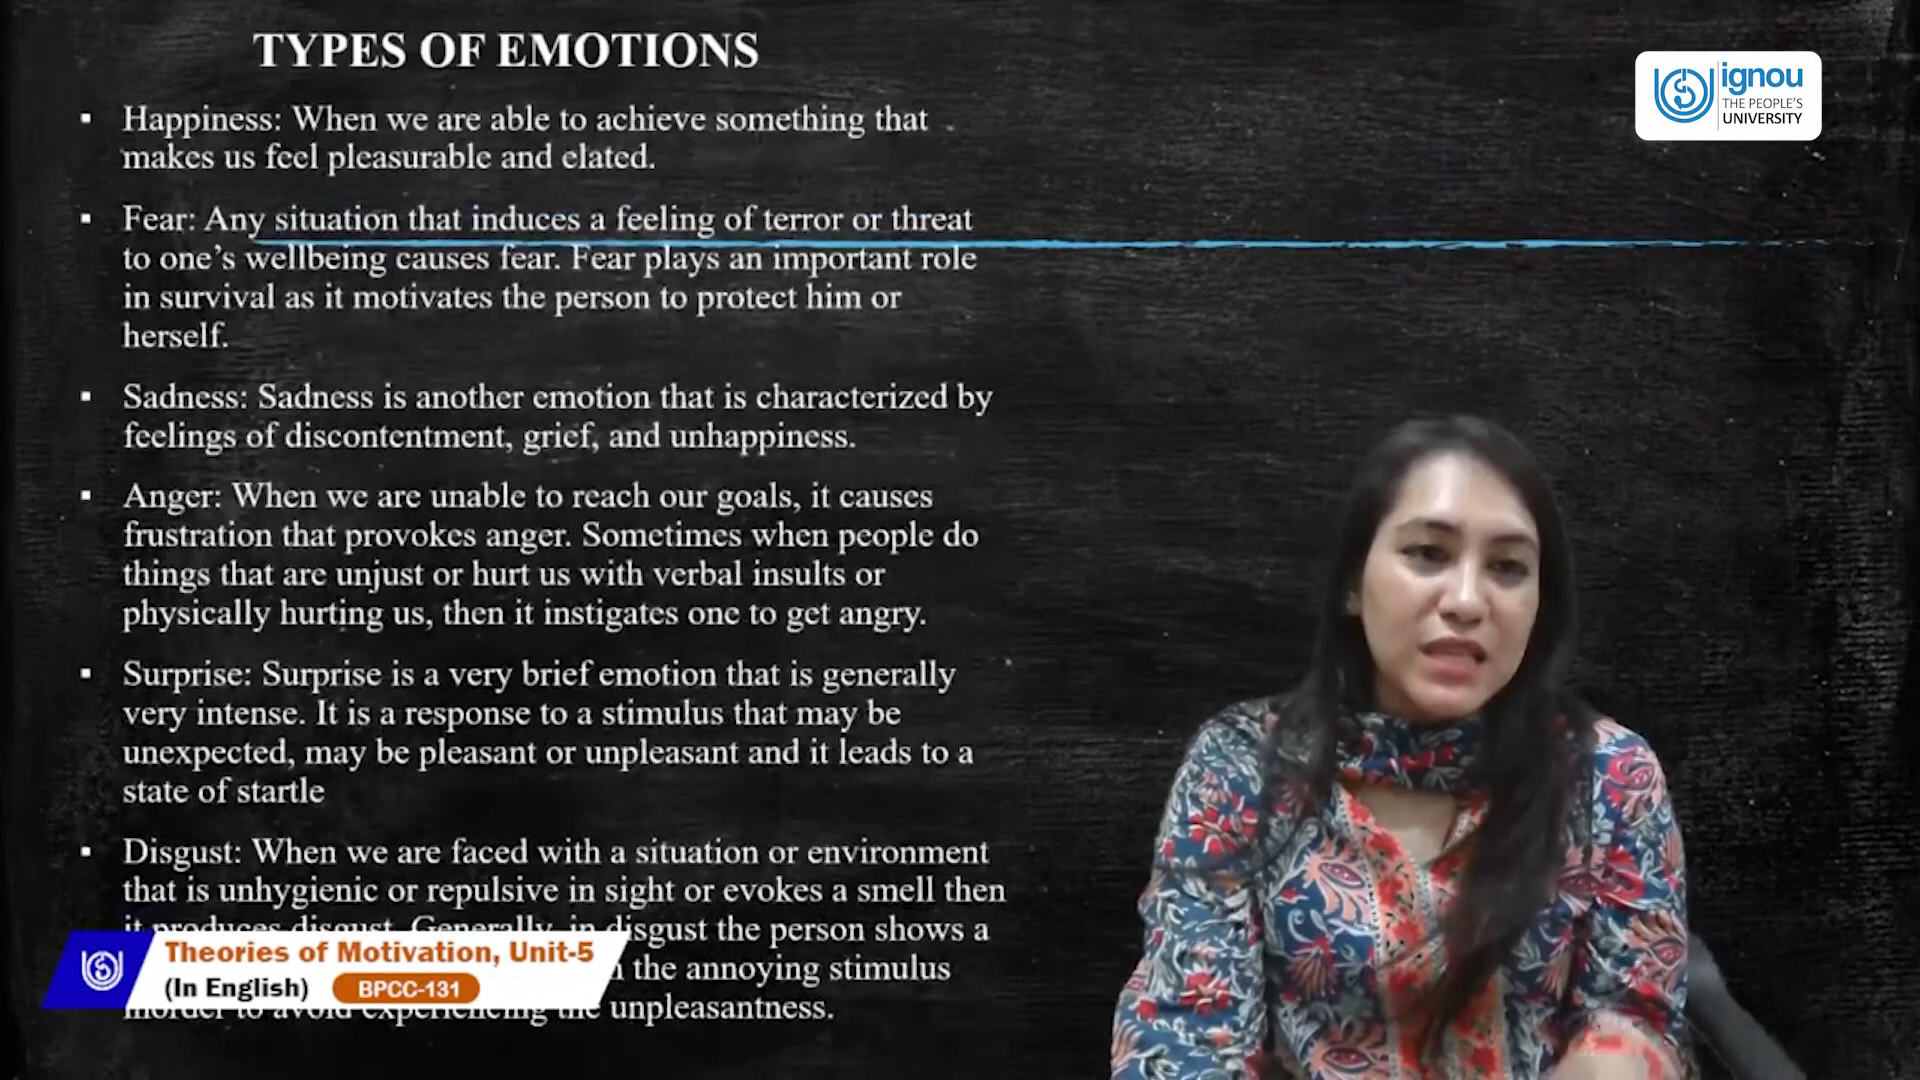 TYPES OF EMOTIONS
ignou
THE PEOPLE'S
UNIVERSITY
▪ Happiness: When we are able to achieve something that
makes us feel pleasurable and elated.
▪ Fear: Any situation that induces a feeling of terror or threat
to one's wellbeing causes fear. Fear plays an important role
in survival as it motivates the person to protect him or
herself.
▪ Sadness: Sadness is another emotion that is characterized by
feelings of discontentment, grief, and unhappiness.
▪ Anger: When we are unable to reach our goals, it causes
frustration that provokes anger. Sometimes when people do
things that are unjust or hurt us with verbal insults or
physically hurting us, then it instigates one to get angry.
▪ Surprise: Surprise is a very brief emotion that is generally
very intense. It is a response to a stimulus that may be
unexpected, may be pleasant or unpleasant and it leads to a
state of startle
▪ Disgust: When we are faced with a situation or environment
that is unhygienic or repulsive in sight or evokes a smell then
it produces disgust. Generally, in disgust the person shows a
the annoying stimulus
inorder to avoid experiencing the unpleasantness.
Theories of Motivation, Unit-5
(In English) BPCC-131